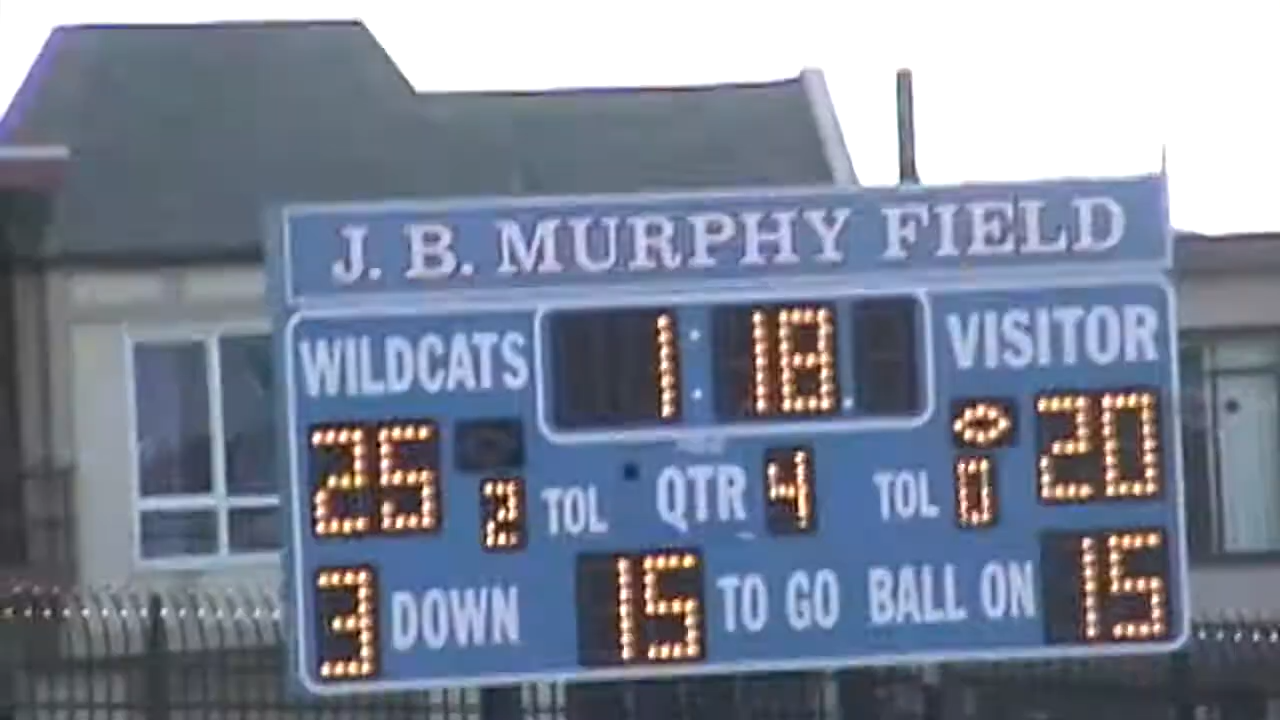 J. B. MURPHY FIELD
WILDCATS 1:18 VISITOR
25 2 TOL QTR 4 TOL 0 20
3 DOWN 15 TO GO BALL ON 15